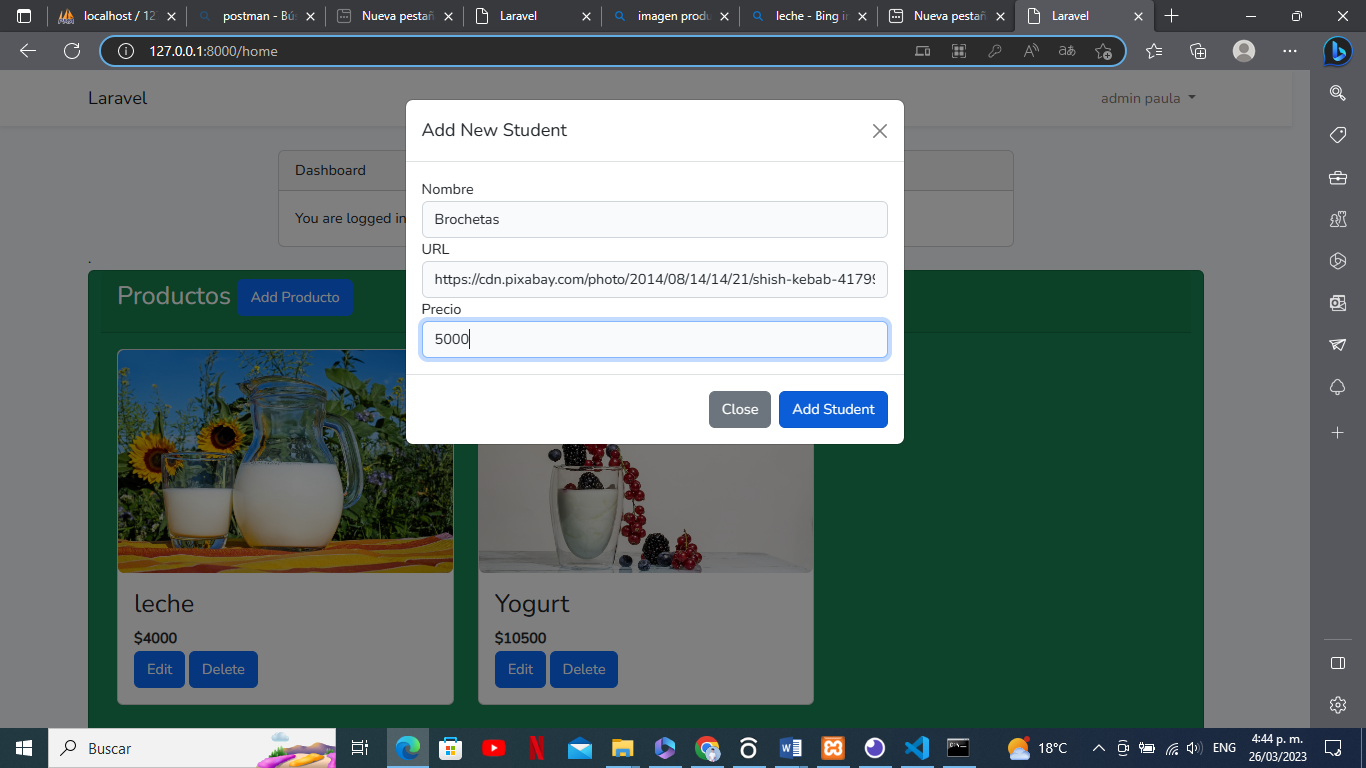 localhost / 12
postman - Bú
Nueva pestañ
Laravel
imagen produ
leche - Bing i
Nueva pestañ
Laravel
127.0.0.1:8000/home
Laravel
admin paula
Add New Student
Dashboard
Nombre
You are logged in
Brochetas
URL
.
https://cdn.pixabay.com/photo/2014/08/14/14/21/shish-kebab-41799
Productos
Add Producto
Precio
5000
Close
Add Student
leche
Yogurt
$4000
$10500
Edit
Delete
Edit
Delete
Buscar
18°C
ENG
4:44 p. m.
26/03/2023